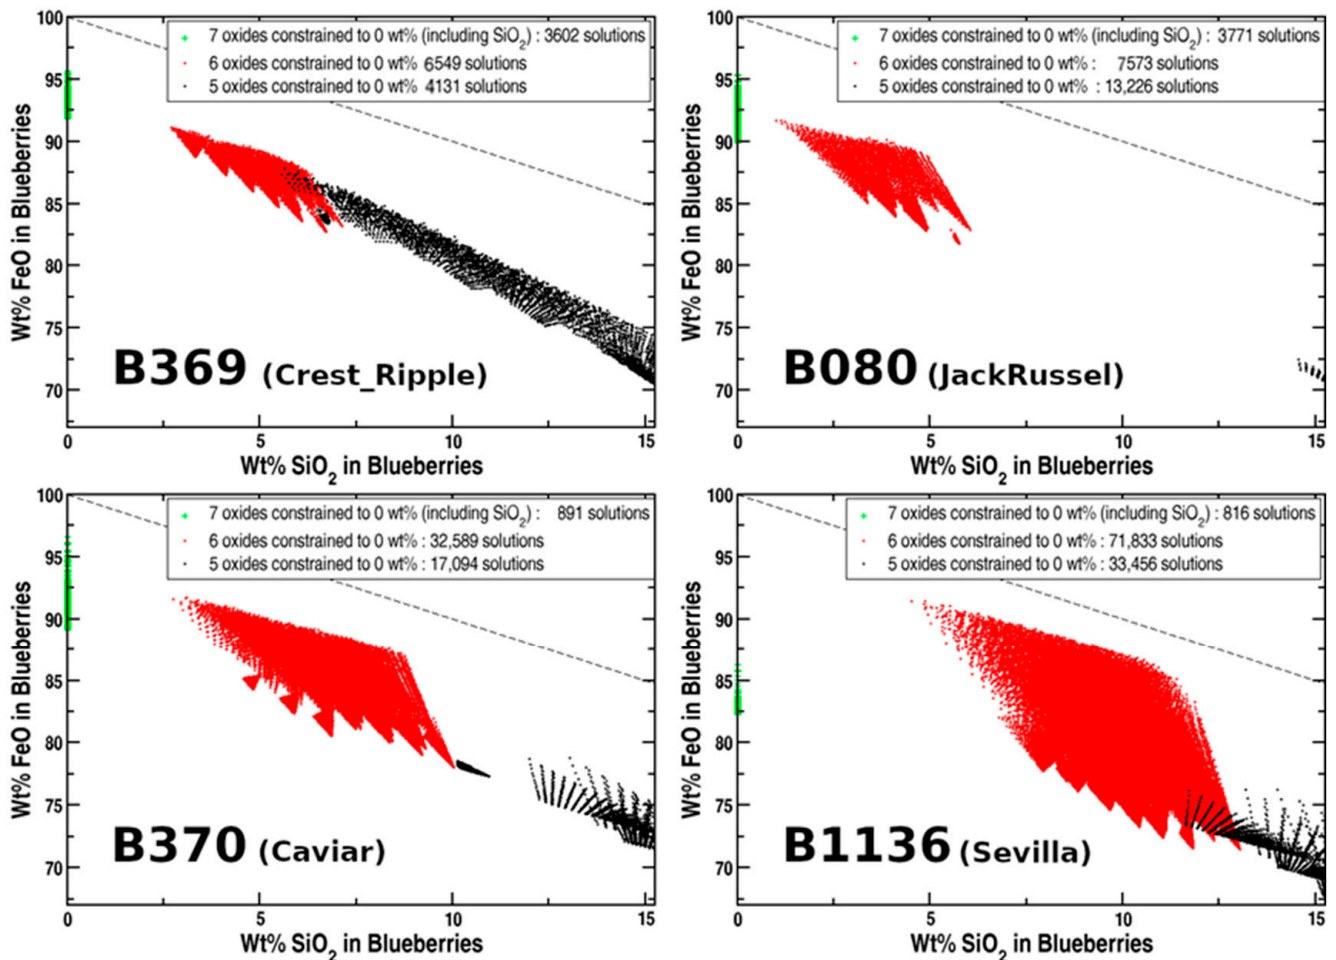 100
95
90
85
80
75
70
Wt% FeO in Blueberries
7 oxides constrained to 0 wt% (including SiO2) : 3602 solutions
6 oxides constrained to 0 wt% 6549 solutions
5 oxides constrained to 0 wt% 4131 solutions
B369 (Crest_Ripple)
0 5 10 15
Wt% SiO2 in Blueberries
100
95
90
85
80
75
70
Wt% FeO in Blueberries
7 oxides constrained to 0 wt% (including SiO2) : 3771 solutions
6 oxides constrained to 0 wt% : 7573 solutions
5 oxides constrained to 0 wt% : 13,226 solutions
B080 (JackRussel)
0 5 10 15
Wt% SiO2 in Blueberries
100
95
90
85
80
75
70
Wt% FeO in Blueberries
7 oxides constrained to 0 wt% (including SiO2) : 891 solutions
6 oxides constrained to 0 wt% : 32,589 solutions
5 oxides constrained to 0 wt% : 17,094 solutions
B370 (Caviar)
0 5 10 15
Wt% SiO2 in Blueberries
100
95
90
85
80
75
70
Wt% FeO in Blueberries
7 oxides constrained to 0 wt% (including SiO2) : 816 solutions
6 oxides constrained to 0 wt% : 71,833 solutions
5 oxides constrained to 0 wt% : 33,456 solutions
B1136 (Sevilla)
0 5 10 15
Wt% SiO2 in Blueberries